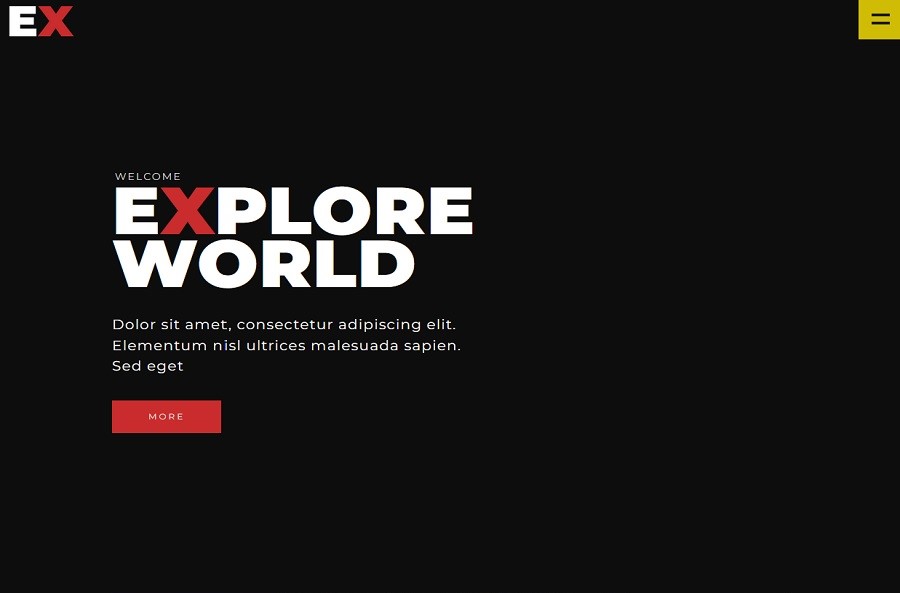 EX
WELCOME
EXPLORE
WORLD
Dolor sit amet, consectetur adipiscing elit.
Elementum nisl ultrices malesuada sapien.
Sed eget
MORE